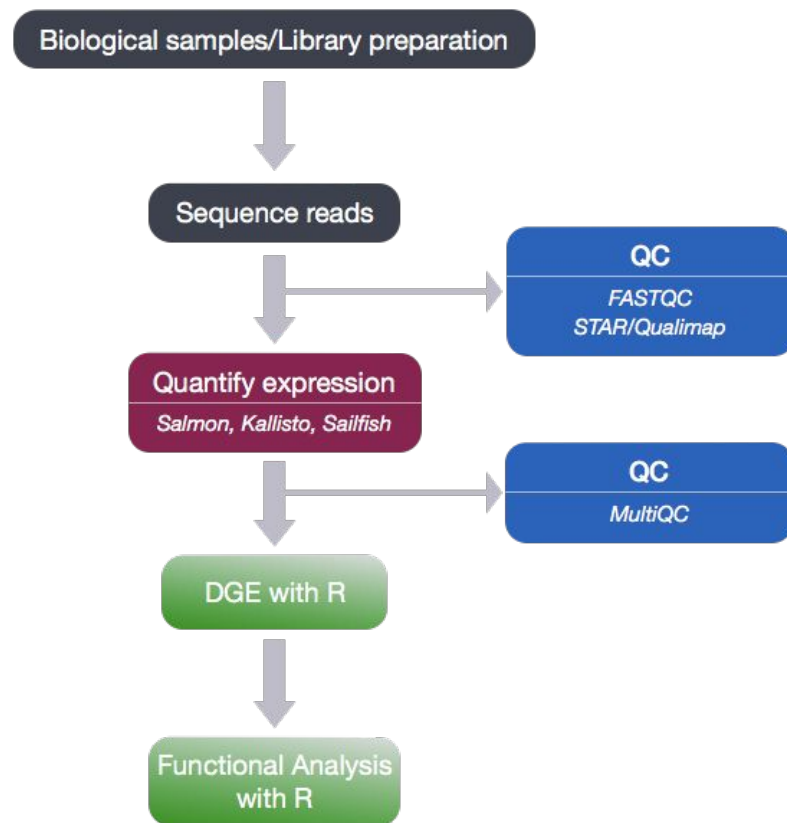 Biological samples/Library preparation
Sequence reads
QC
FASTQC
STAR/Qualimap
Quantify expression
Salmon, Kallisto, Sailfish
QC
MultiQC
DGE with R
Functional Analysis
with R